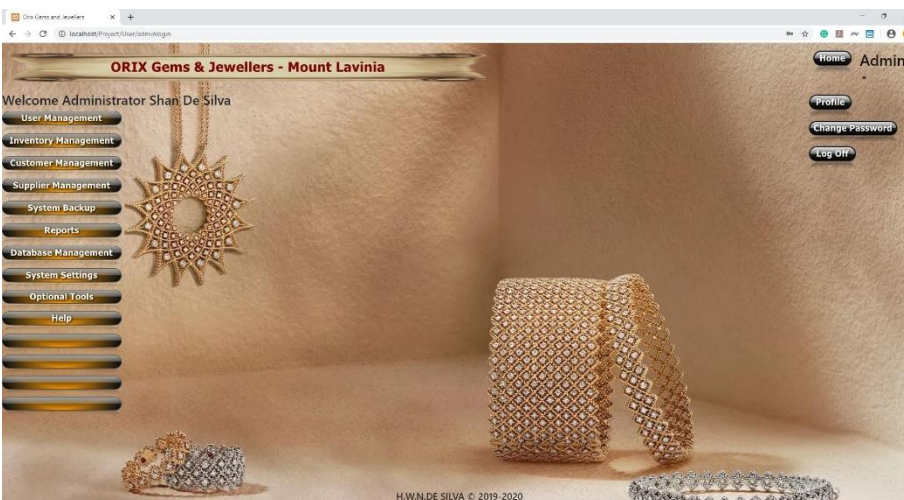 Orix Gems and Jewellers
localhost/Project/User/adminlogin
ORIX Gems & Jewellers - Mount Lavinia
Home
Admin
-
Welcome Administrator Shan De Silva
Profile
Change Password
Log Off
User Management
Inventory Management
Customer Management
Supplier Management
System Backup
Reports
Database Management
System Settings
Optional Tools
Help
H.W.N.DE SILVA © 2019-2020